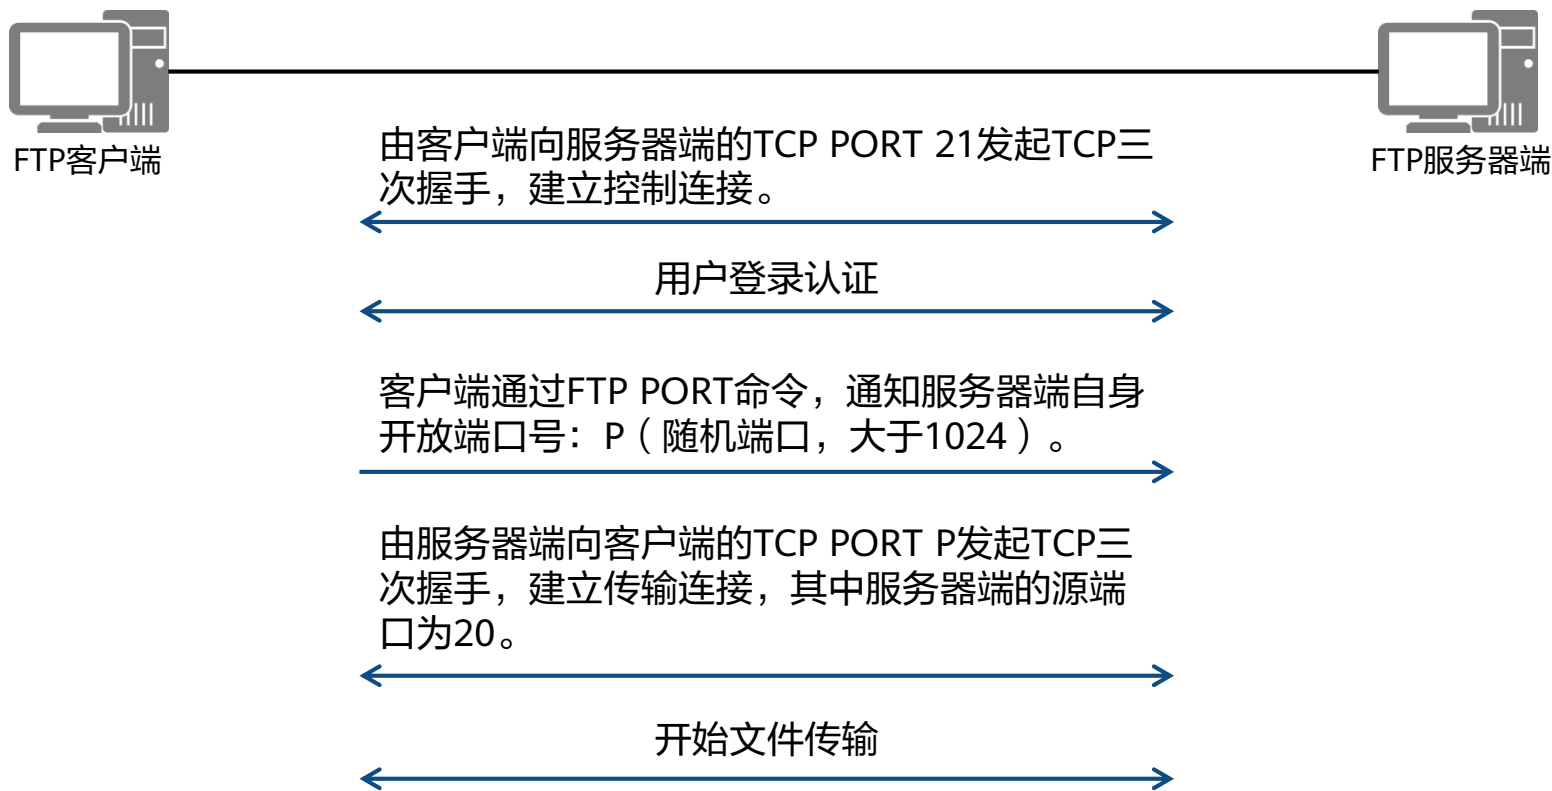 FTP客户端
FTP服务器端
由客户端向服务器端的TCP PORT 21发起TCP三
次握手，建立控制连接。
用户登录认证
客户端通过FTP PORT命令，通知服务器端自身
开放端口号：P（随机端口，大于1024）。
由服务器端向客户端的TCP PORT P发起TCP三
次握手，建立传输连接，其中服务器端的源端
口为20。
开始文件传输